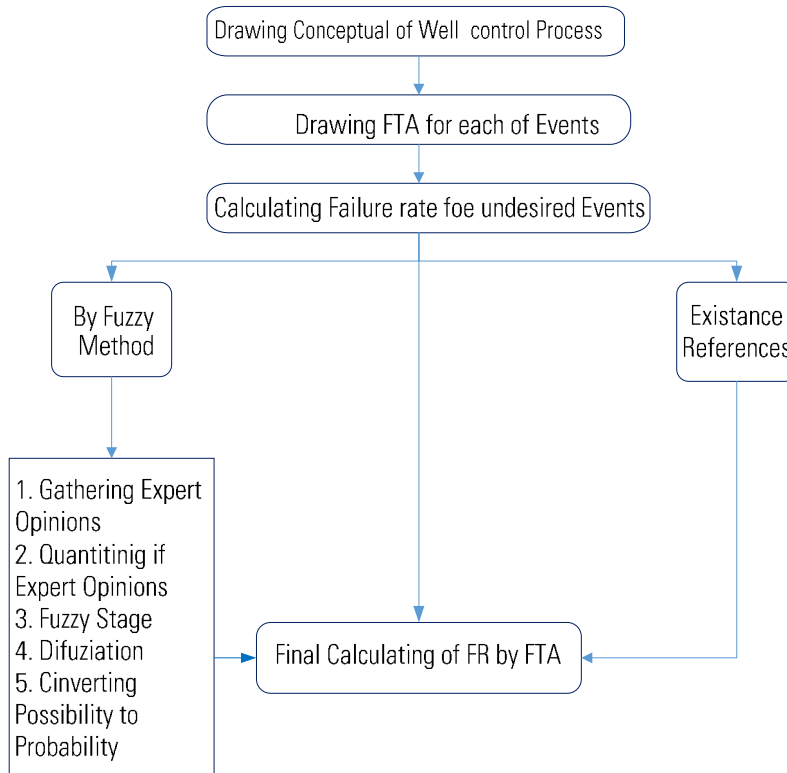 Drawing Conceptual of Well control Process
Drawing FTA for each of Events
Calculating Failure rate foe undesired Events
By Fuzzy
Method
Existance
References
1. Gathering Expert
Opinions
2. Quantitinig if
Expert Opinions
3. Fuzzy Stage
4. Difuziation
5. Cinverting
Possibility to
Probability
Final Calculating of FR by FTA